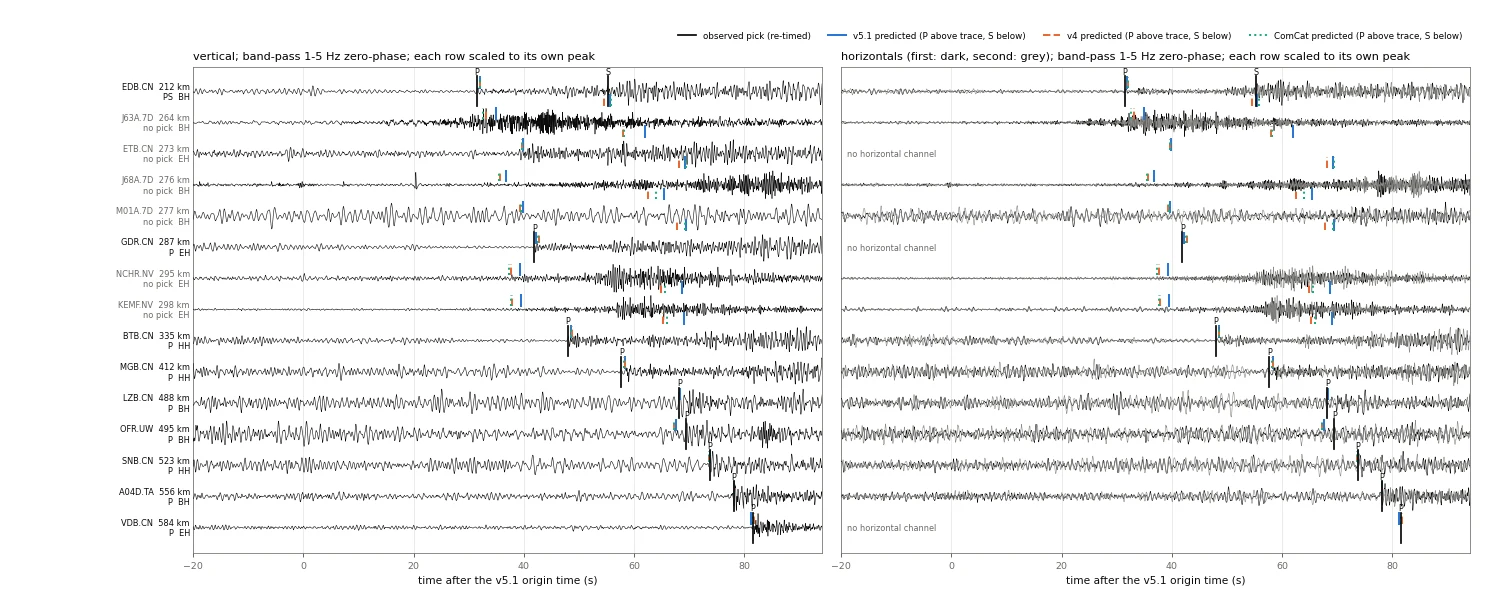 observed pick (re-timed)
v5.1 predicted (P above trace, S below)
v4 predicted (P above trace, S below)
ComCat predicted (P above trace, S below)
vertical; band-pass 1-5 Hz zero-phase; each row scaled to its own peak
horizontals (first: dark, second: grey); band-pass 1-5 Hz zero-phase; each row scaled to its own peak
EDB.CN 212 km
PS BH
P
S
P
S
J63A.7D 264 km
no pick BH
ETB.CN 273 km
no pick EH
no horizontal channel
J68A.7D 276 km
no pick BH
M01A.7D 277 km
no pick BH
GDR.CN 287 km
P EH
P
P
no horizontal channel
NCHR.NV 295 km
no pick EH
KEMF.NV 298 km
no pick EH
BTB.CN 335 km
P HH
P
P
MGB.CN 412 km
P HH
P
P
LZB.CN 488 km
P BH
P
P
OFR.UW 495 km
P BH
P
P
SNB.CN 523 km
P HH
P
P
A04D.TA 556 km
P BH
P
P
VDB.CN 584 km
P EH
P
P
no horizontal channel
−20 0 20 40 60 80
−20 0 20 40 60 80
time after the v5.1 origin time (s)
time after the v5.1 origin time (s)